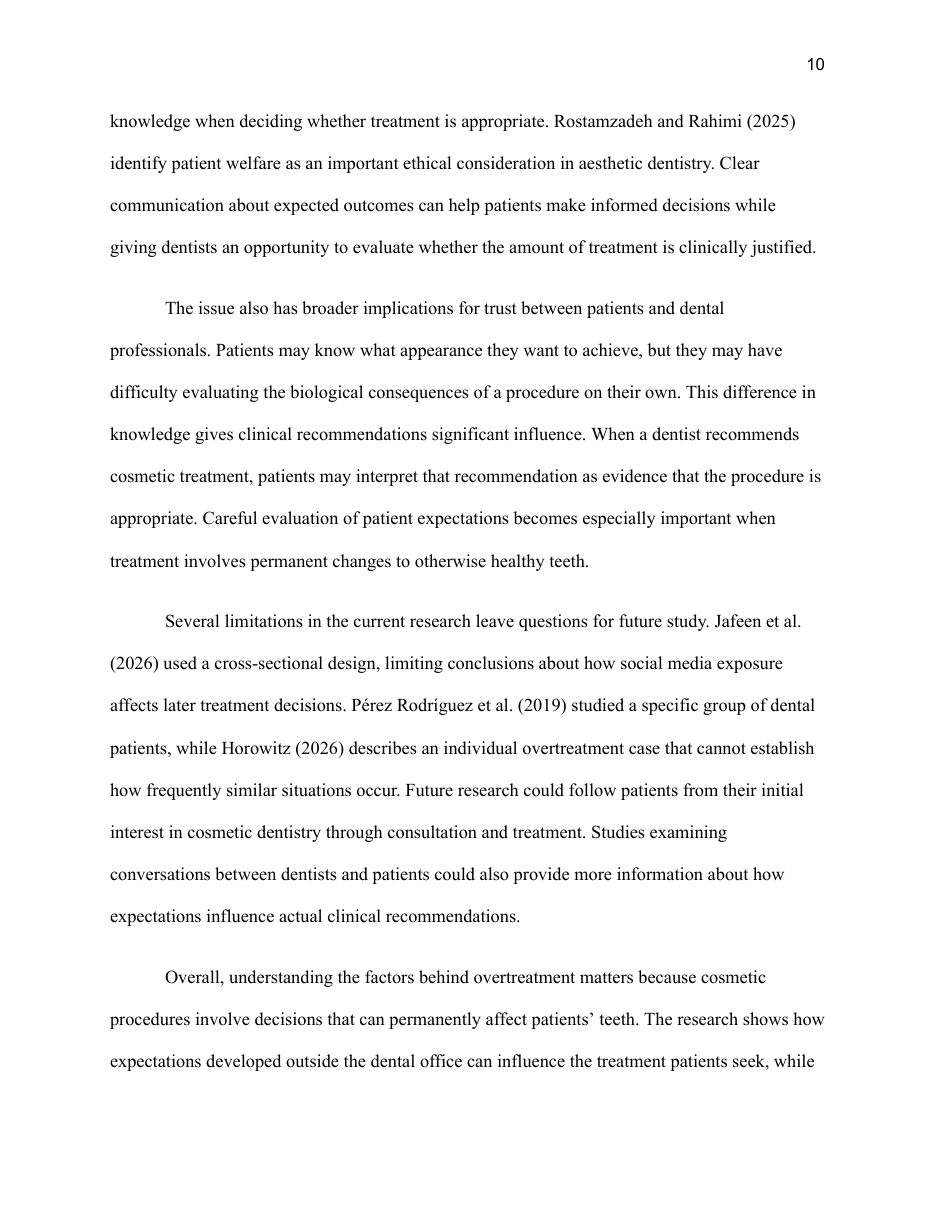 10
knowledge when deciding whether treatment is appropriate. Rostamzadeh and Rahimi (2025)
identify patient welfare as an important ethical consideration in aesthetic dentistry. Clear
communication about expected outcomes can help patients make informed decisions while
giving dentists an opportunity to evaluate whether the amount of treatment is clinically justified.
The issue also has broader implications for trust between patients and dental
professionals. Patients may know what appearance they want to achieve, but they may have
difficulty evaluating the biological consequences of a procedure on their own. This difference in
knowledge gives clinical recommendations significant influence. When a dentist recommends
cosmetic treatment, patients may interpret that recommendation as evidence that the procedure is
appropriate. Careful evaluation of patient expectations becomes especially important when
treatment involves permanent changes to otherwise healthy teeth.
Several limitations in the current research leave questions for future study. Jafeen et al.
(2026) used a cross-sectional design, limiting conclusions about how social media exposure
affects later treatment decisions. Pérez Rodríguez et al. (2019) studied a specific group of dental
patients, while Horowitz (2026) describes an individual overtreatment case that cannot establish
how frequently similar situations occur. Future research could follow patients from their initial
interest in cosmetic dentistry through consultation and treatment. Studies examining
conversations between dentists and patients could also provide more information about how
expectations influence actual clinical recommendations.
Overall, understanding the factors behind overtreatment matters because cosmetic
procedures involve decisions that can permanently affect patients’ teeth. The research shows how
expectations developed outside the dental office can influence the treatment patients seek, while